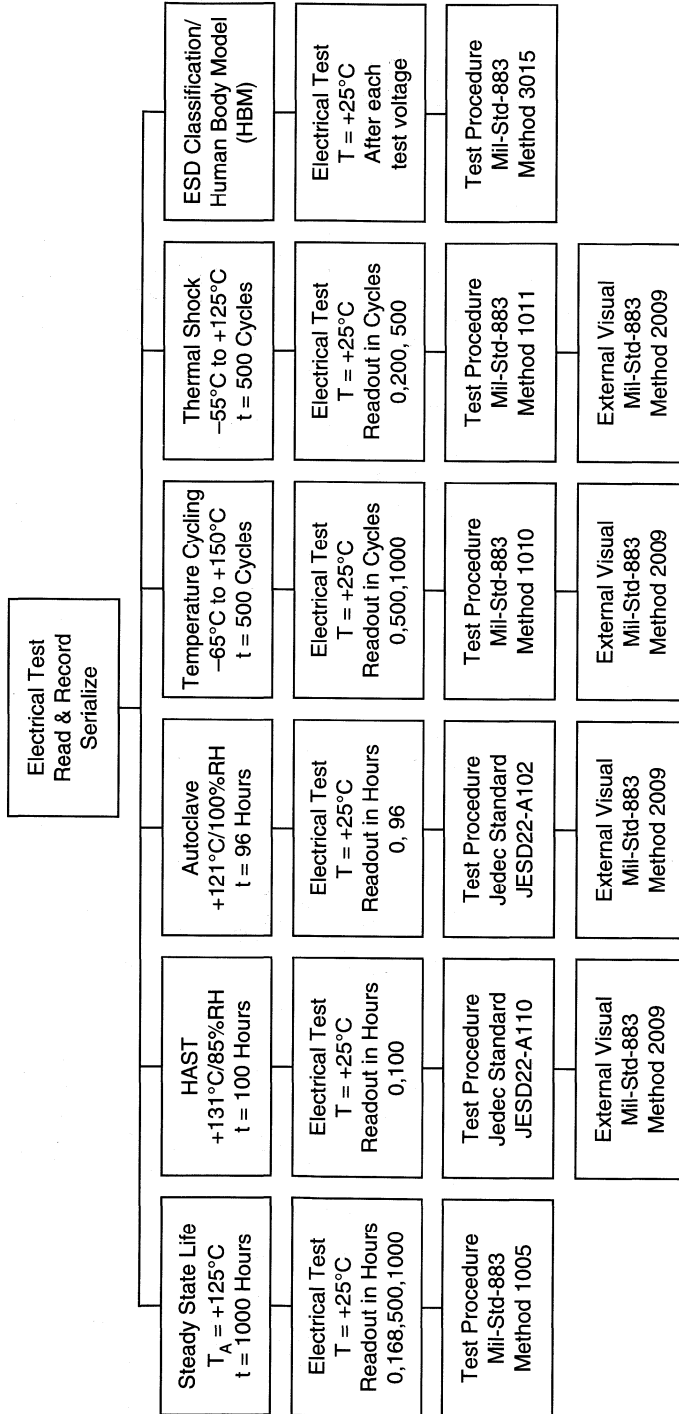 Electrical Test
Read & Record
Serialize
Steady State Life
TA = +125°C
t = 1000 Hours
Electrical Test
T = +25°C
Readout in Hours
0,168,500,1000
Test Procedure
Mil-Std-883
Method 1005
HAST
+131°C/85%RH
t = 100 Hours
Electrical Test
T = +25°C
Readout in Hours
0,100
Test Procedure
Jedec Standard
JESD22-A110
External Visual
Mil-Std-883
Method 2009
Autoclave
+121°C/100%RH
t = 96 Hours
Electrical Test
T = +25°C
Readout in Hours
0, 96
Test Procedure
Jedec Standard
JESD22-A102
External Visual
Mil-Std-883
Method 2009
Temperature Cycling
–65°C to +150°C
t = 500 Cycles
Electrical Test
T = +25°C
Readout in Cycles
0,500,1000
Test Procedure
Mil-Std-883
Method 1010
External Visual
Mil-Std-883
Method 2009
Thermal Shock
–55°C to +125°C
t = 500 Cycles
Electrical Test
T = +25°C
Readout in Cycles
0,200, 500
Test Procedure
Mil-Std-883
Method 1011
External Visual
Mil-Std-883
Method 2009
ESD Classification/
Human Body Model
(HBM)
Electrical Test
T = +25°C
After each
test voltage
Test Procedure
Mil-Std-883
Method 3015